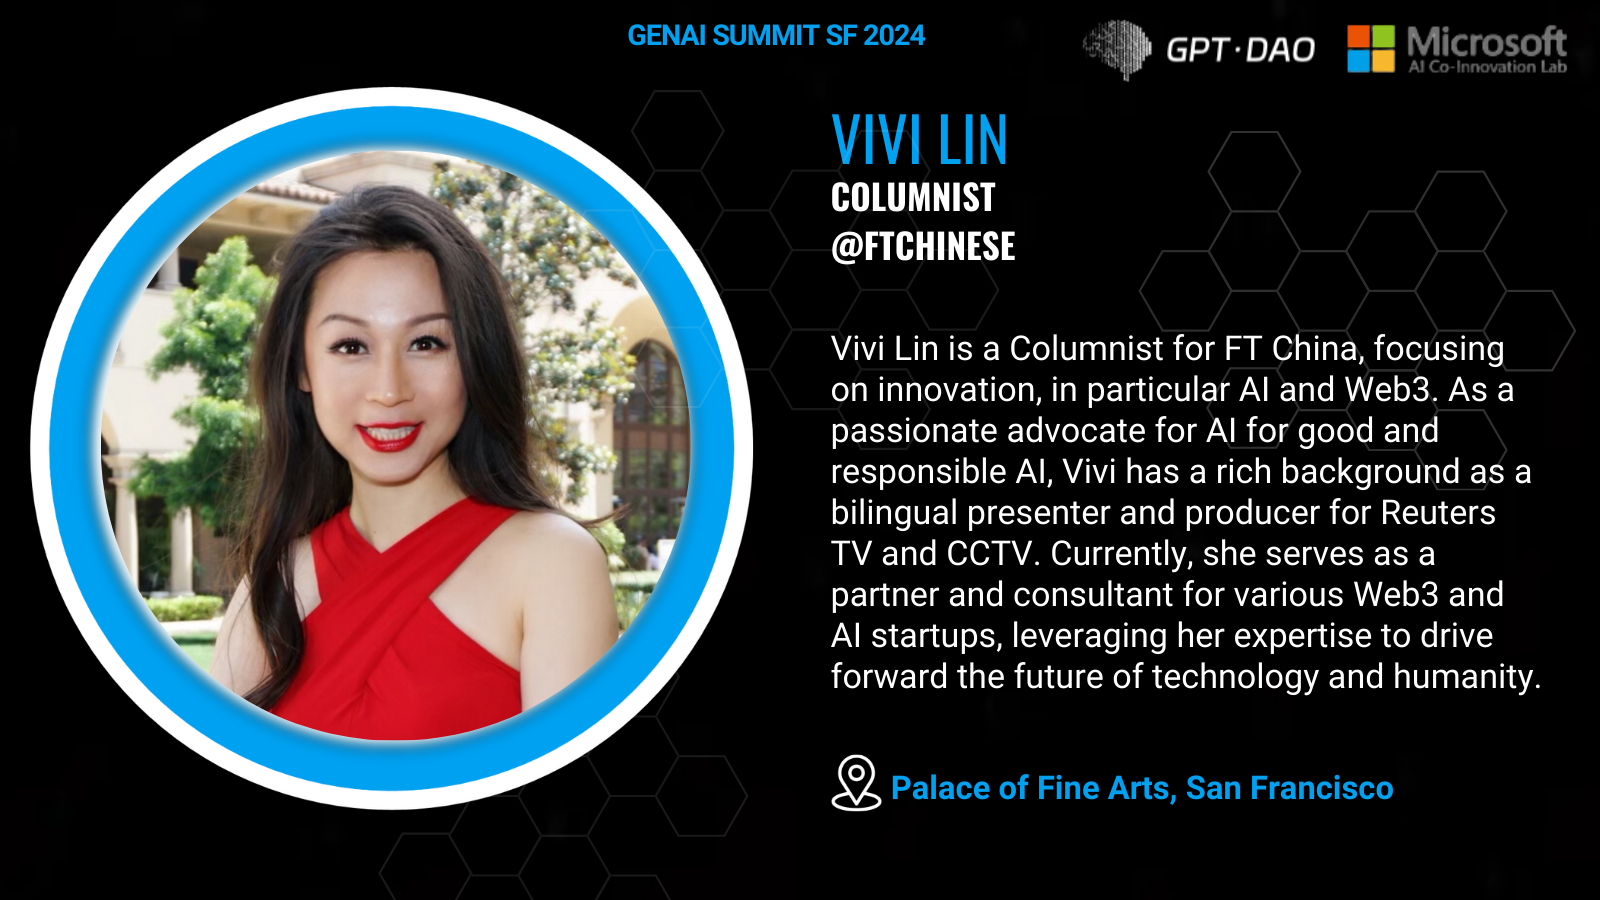 GENAI SUMMIT SF 2024
GPT·DAO
Microsoft
AI Co-Innovation Lab
VIVI LIN
COLUMNIST
@FTCHINESE
Vivi Lin is a Columnist for FT China, focusing
on innovation, in particular AI and Web3. As a
passionate advocate for AI for good and
responsible AI, Vivi has a rich background as a
bilingual presenter and producer for Reuters
TV and CCTV. Currently, she serves as a
partner and consultant for various Web3 and
AI startups, leveraging her expertise to drive
forward the future of technology and humanity.
Palace of Fine Arts, San Francisco